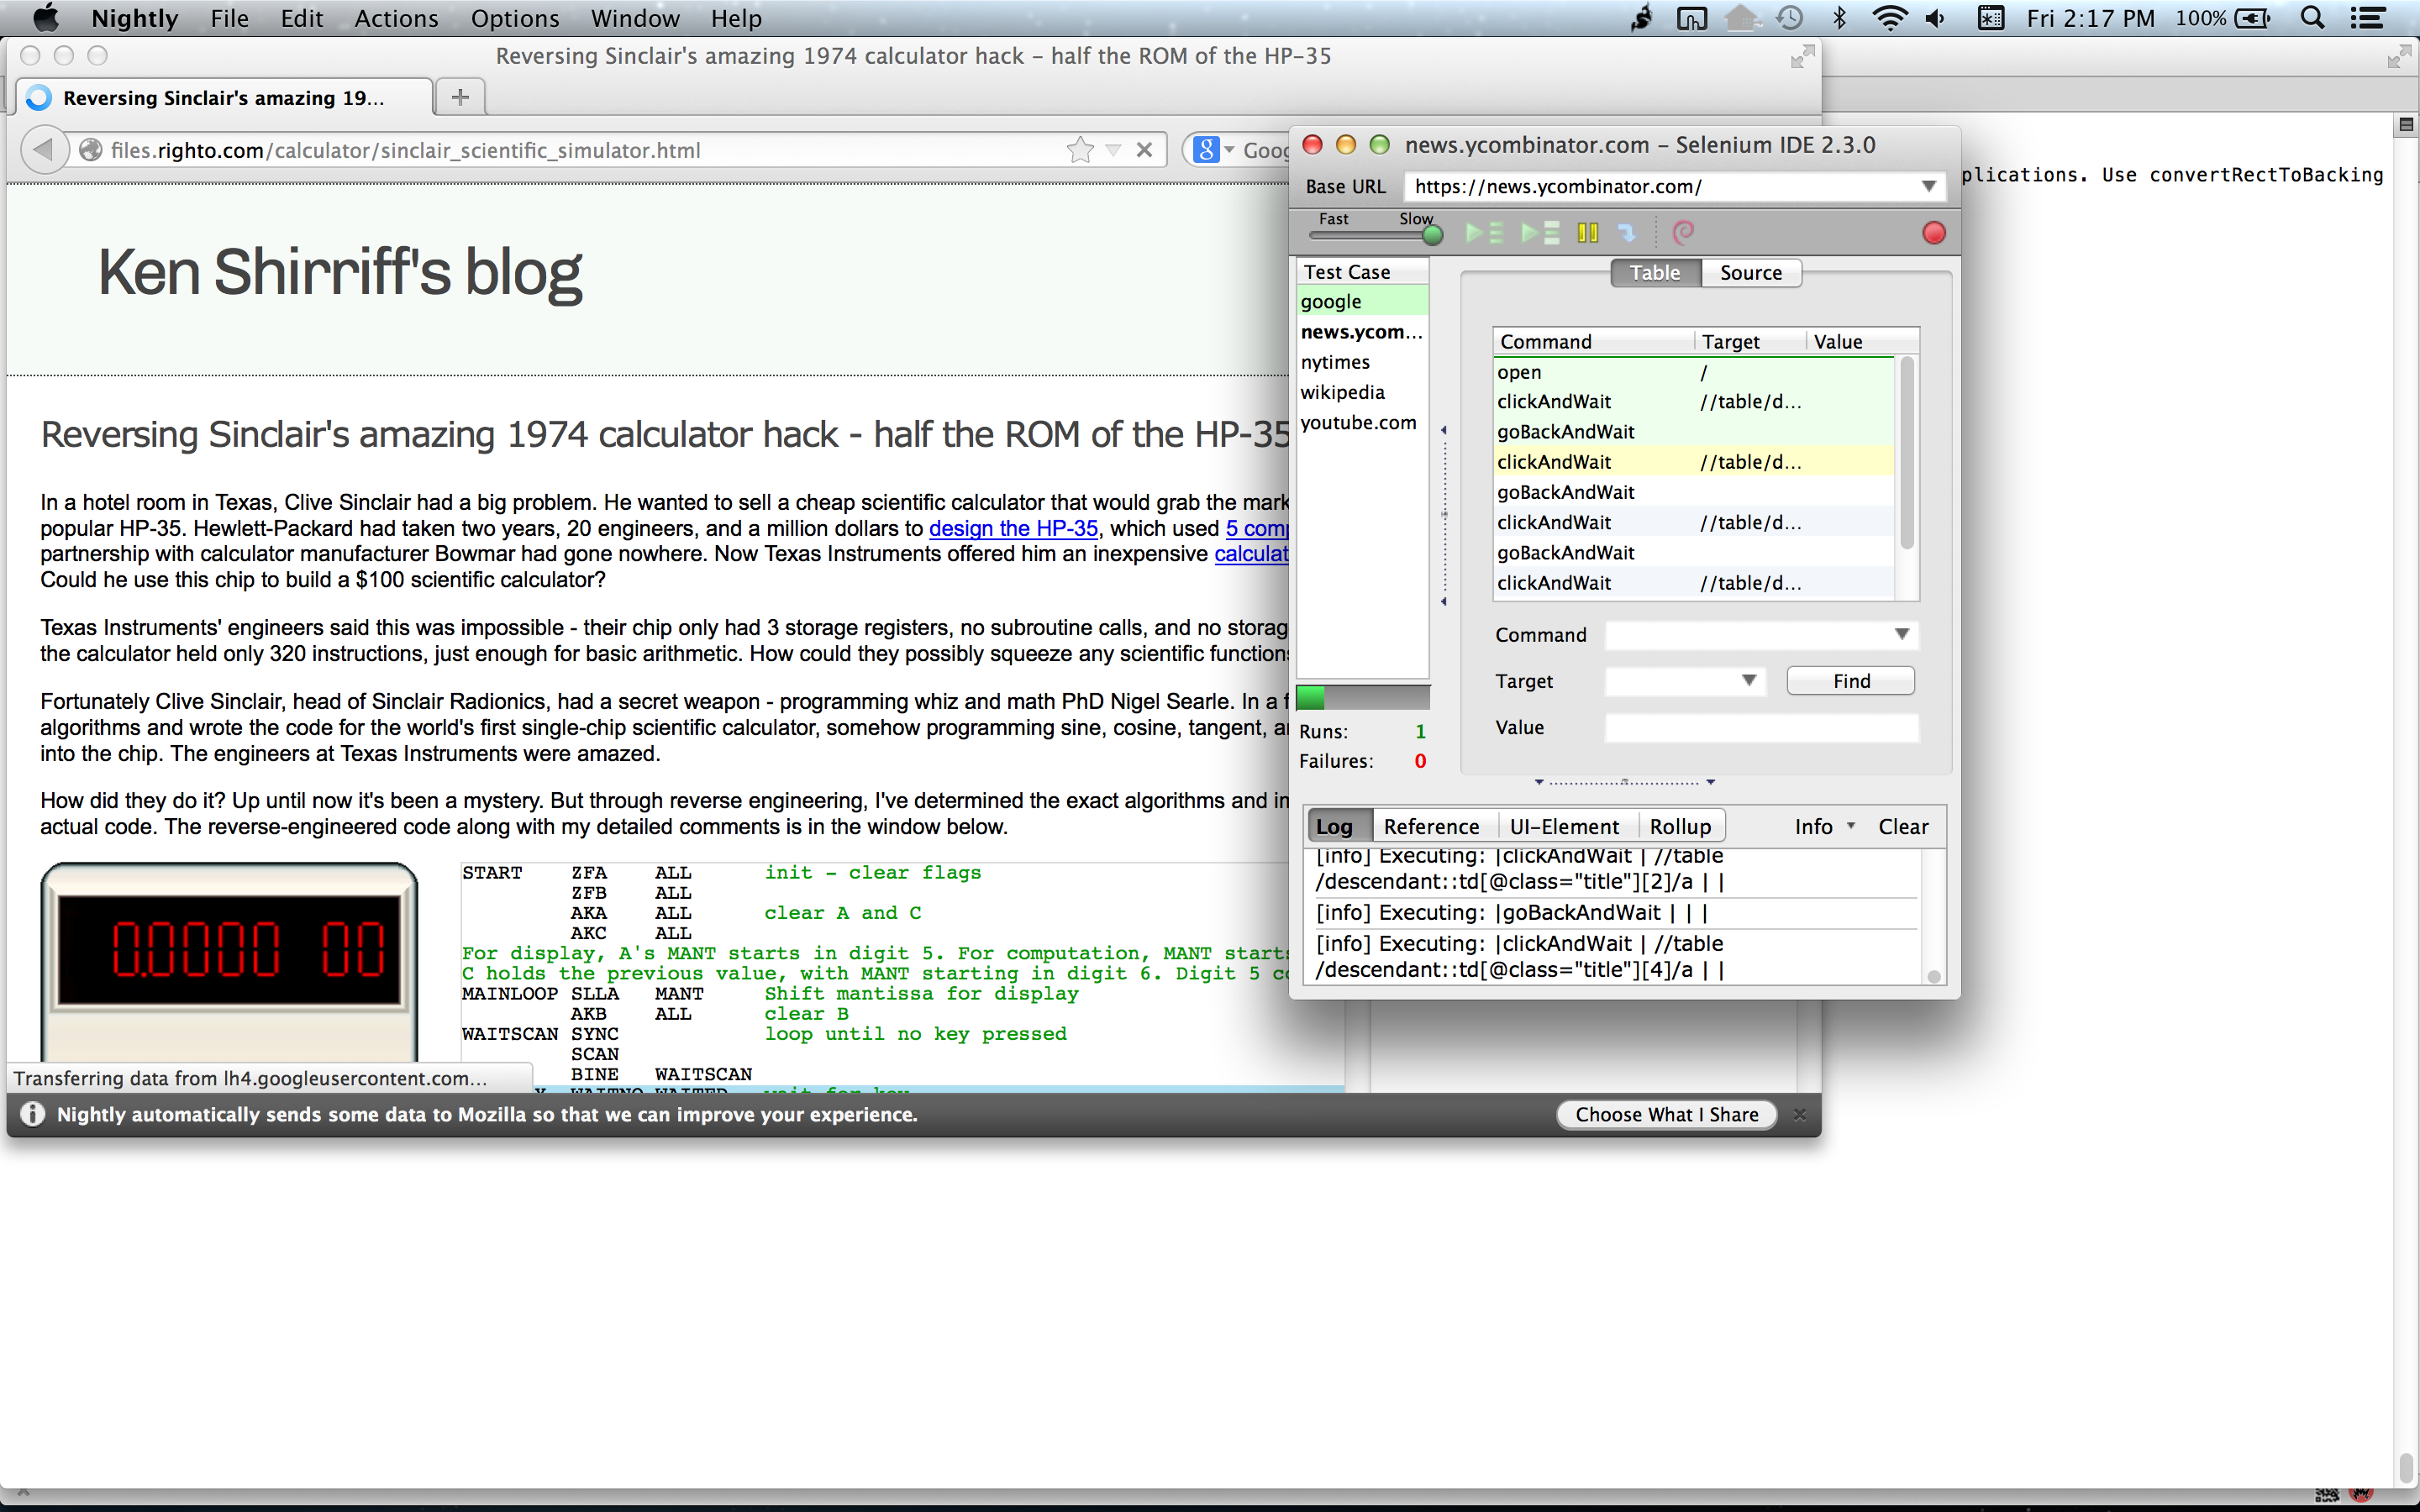 Nightly File Edit Actions Options Window Help
Fri 2:17 PM 100%
Reversing Sinclair's amazing 1974 calculator hack – half the ROM of the HP-35
Reversing Sinclair's amazing 19...
files.righto.com/calculator/sinclair_scientific_simulator.html
Ken Shirriff's blog
Reversing Sinclair's amazing 1974 calculator hack - half the ROM of the HP-35
In a hotel room in Texas, Clive Sinclair had a big problem. He wanted to sell a cheap scientific calculator that would grab the
popular HP-35. Hewlett-Packard had taken two years, 20 engineers, and a million dollars to design the HP-35, which used 5
partnership with calculator manufacturer Bowmar had gone nowhere. Now Texas Instruments offered him an inexpensive
Could he use this chip to build a $100 scientific calculator?
Texas Instruments' engineers said this was impossible - their chip only had 3 storage registers, no subroutine calls, and no
the calculator held only 320 instructions, just enough for basic arithmetic. How could they possibly squeeze any scientific
Fortunately Clive Sinclair, head of Sinclair Radionics, had a secret weapon - programming whiz and math PhD Nigel Searle. In a
algorithms and wrote the code for the world's first single-chip scientific calculator, somehow programming sine, cosine, tangent,
into the chip. The engineers at Texas Instruments were amazed.
How did they do it? Up until now it's been a mystery. But through reverse engineering, I've determined the exact algorithms and
actual code. The reverse-engineered code along with my detailed comments is in the window below.
0.0000 00
START ZFA ALL init - clear flags
ZFB ALL
AKA ALL clear A and C
AKC ALL
For display, A's MANT starts in digit 5. For computation, MANT starts
C holds the previous value, with MANT starting in digit 6. Digit 5
MAINLOOP SLLA MANT Shift mantissa for display
AKB ALL clear B
WAITSCAN SYNC loop until no key pressed
SCAN
BINE WAITSCAN
Transferring data from lh4.googleusercontent.com...
Nightly automatically sends some data to Mozilla so that we can improve your experience.
Choose What I Share
news.ycombinator.com – Selenium IDE 2.3.0
Base URL https://news.ycombinator.com/
Fast Slow
Test Case
google
news.ycom...
nytimes
wikipedia
youtube.com
Runs: 1
Failures: 0
Table Source
Command Target Value
open /
clickAndWait //table/d...
goBackAndWait
clickAndWait //table/d...
goBackAndWait
clickAndWait //table/d...
goBackAndWait
clickAndWait //table/d...
Command
Target Find
Value
Log Reference UI-Element Rollup Info Clear
[info] Executing: |clickAndWait | //table
/descendant::td[@class="title"][2]/a | |
[info] Executing: |goBackAndWait | | |
[info] Executing: |clickAndWait | //table
/descendant::td[@class="title"][4]/a | |
plications. Use convertRectToBacking